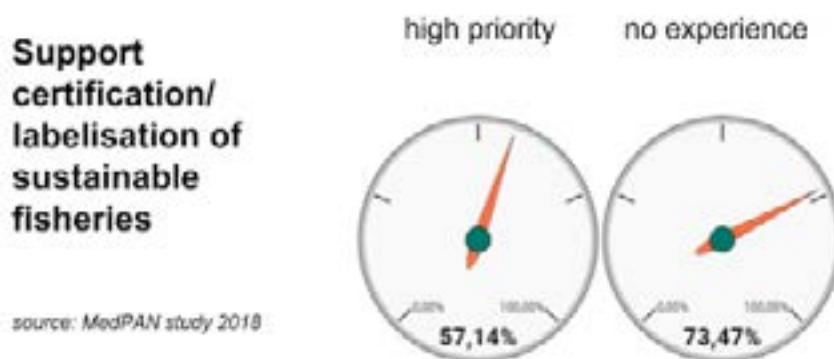 Support
certification/
labelisation of
sustainable
fisheries
source: MedPAN study 2018
high priority
0,00% 100,00%
57,14%
no experience
0,00% 100,00%
73,47%